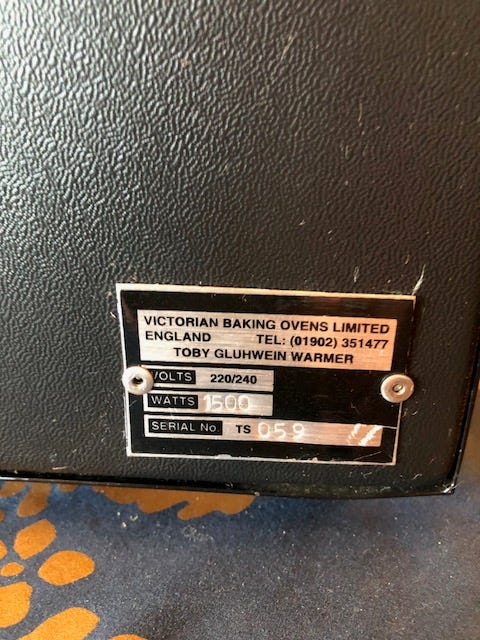 VICTORIAN BAKING OVENS LIMITED
ENGLAND TEL: (01902) 351477
TOBY GLUHWEIN WARMER
VOLTS 220/240
WATTS 1500
SERIAL No. TS 059